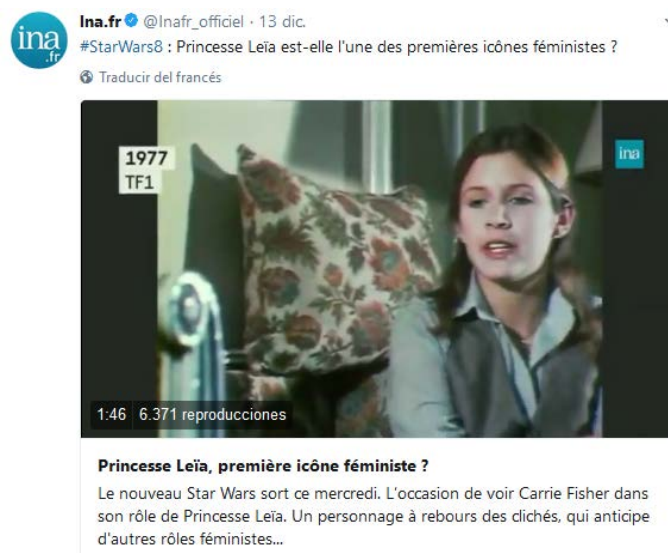 ina
.fr
Ina.fr @Inafr_officiel · 13 dic.
#StarWars8 : Princesse Leïa est-elle l'une des premières icônes féministes ?
Traducir del francés
1977
TF1
ina
1:46 6.371 reproducciones
Princesse Leïa, première icône féministe ?
Le nouveau Star Wars sort ce mercredi. L'occasion de voir Carrie Fisher dans
son rôle de Princesse Leïa. Un personnage à rebours des clichés, qui anticipe
d'autres rôles féministes...